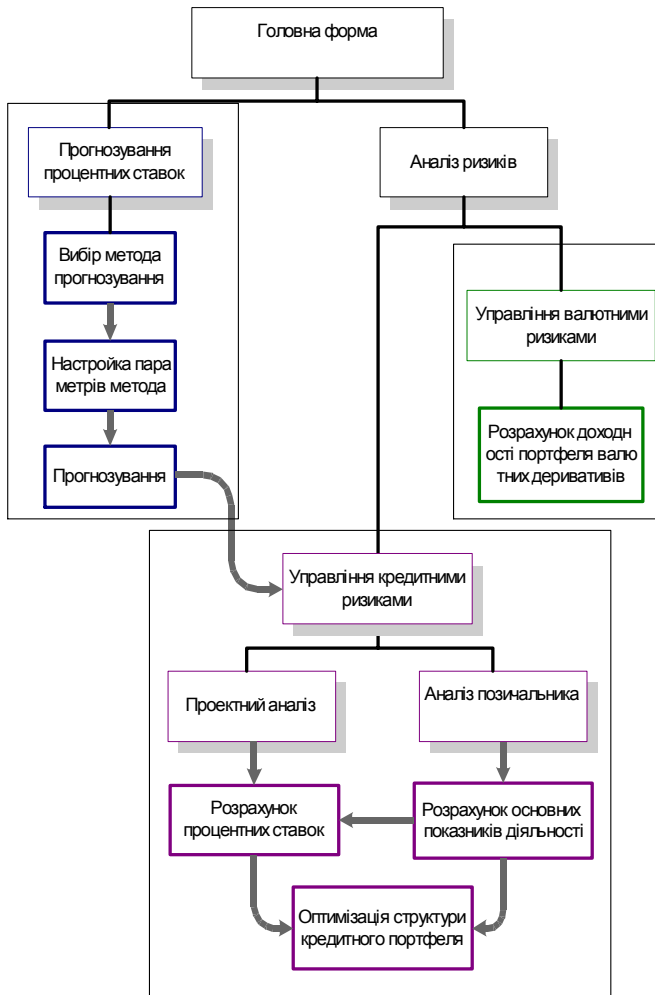 Головна форма
Прогнозування
процентних ставок
Аналіз ризиків
Вибір метода
прогнозування
Управління валютними
ризиками
Настройка пара
метрів метода
Розрахунок доходн
ості портфеля валю
тних деривативів
Прогнозування
Управління кредитними
ризиками
Проектний аналіз
Аналіз позичальника
Розрахунок
процентних ставок
Розрахунок основних
показників діяльності
Оптимізація структури
кредитного портфеля